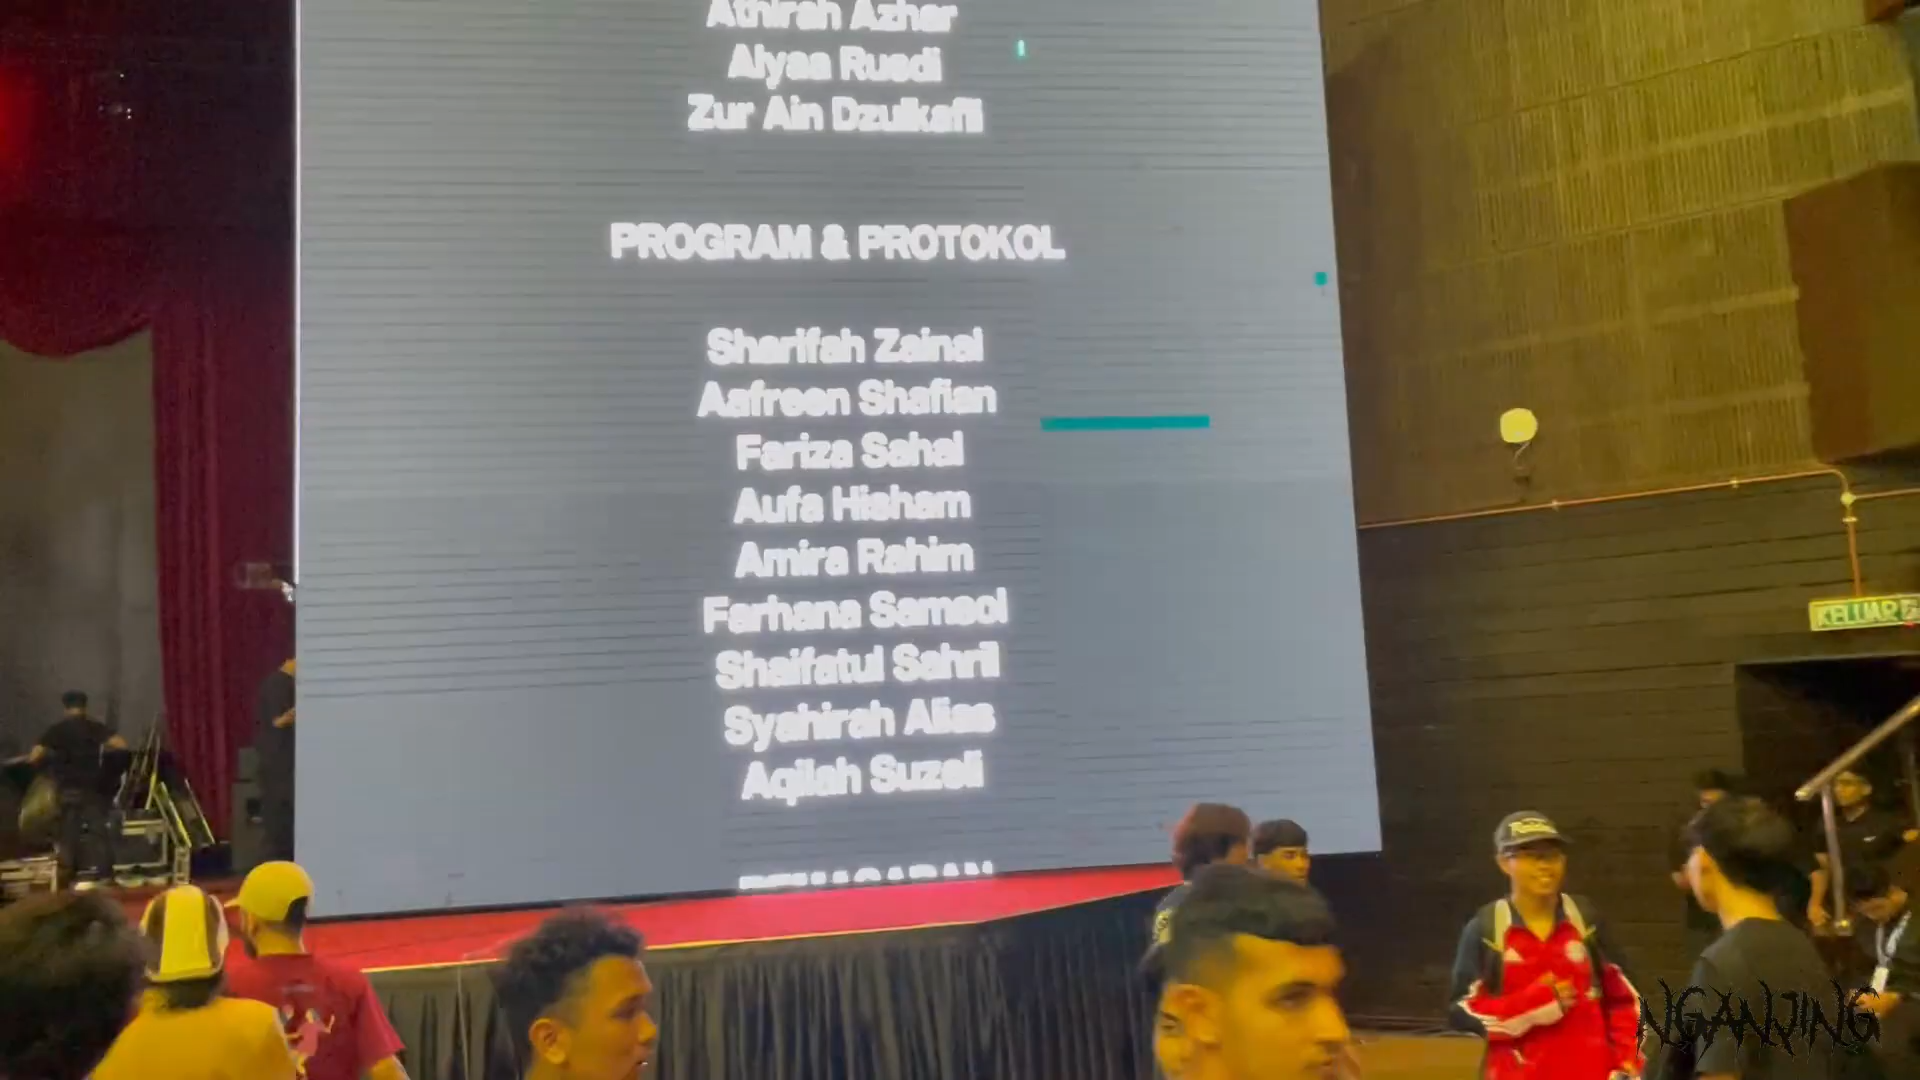 Athirah Azhar
Alyaa Rusdi
Zur Ain Dzulkafli
PROGRAM & PROTOKOL
Sharifah Zainal
Aafreen Shafian
Fariza Sahal
Aufa Hisham
Amira Rahim
Farhana Samsol
Shaifatul Sahril
Syahirah Alias
Aqilah Suzeli
KELUAR
NGANJING